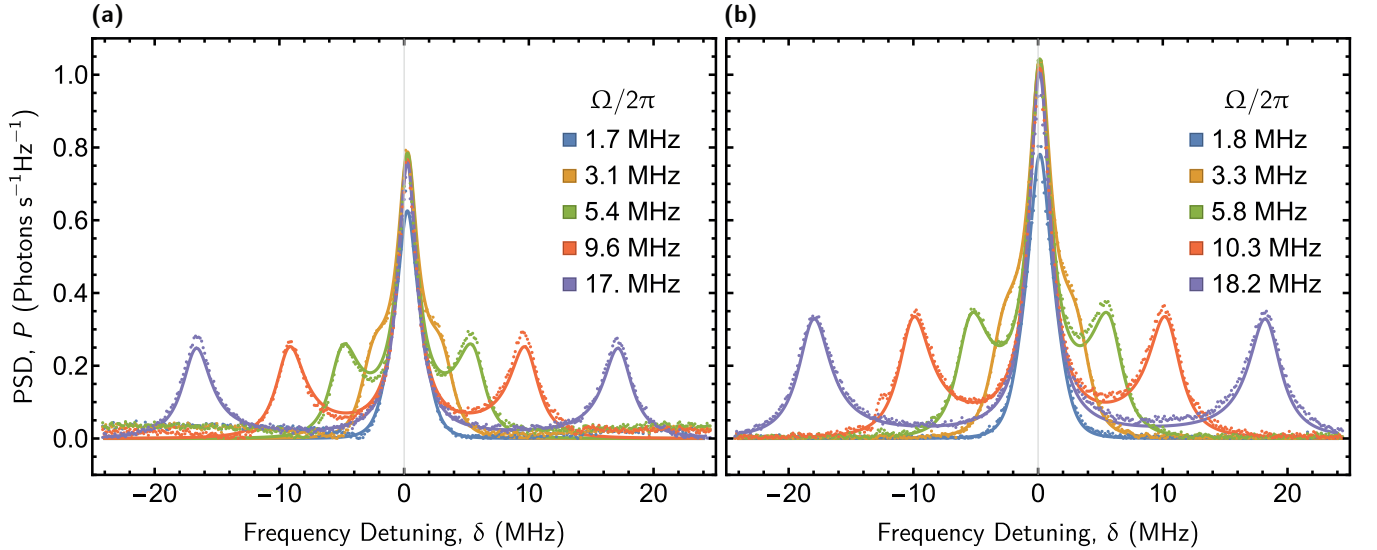 (a)
PSD, P (Photons s⁻¹Hz⁻¹)
1.0
0.8
0.6
0.4
0.2
0.0
Ω/2π
1.7 MHz
3.1 MHz
5.4 MHz
9.6 MHz
17. MHz
−20 −10 0 10 20
Frequency Detuning, δ (MHz)
(b)
Ω/2π
1.8 MHz
3.3 MHz
5.8 MHz
10.3 MHz
18.2 MHz
−20 −10 0 10 20
Frequency Detuning, δ (MHz)